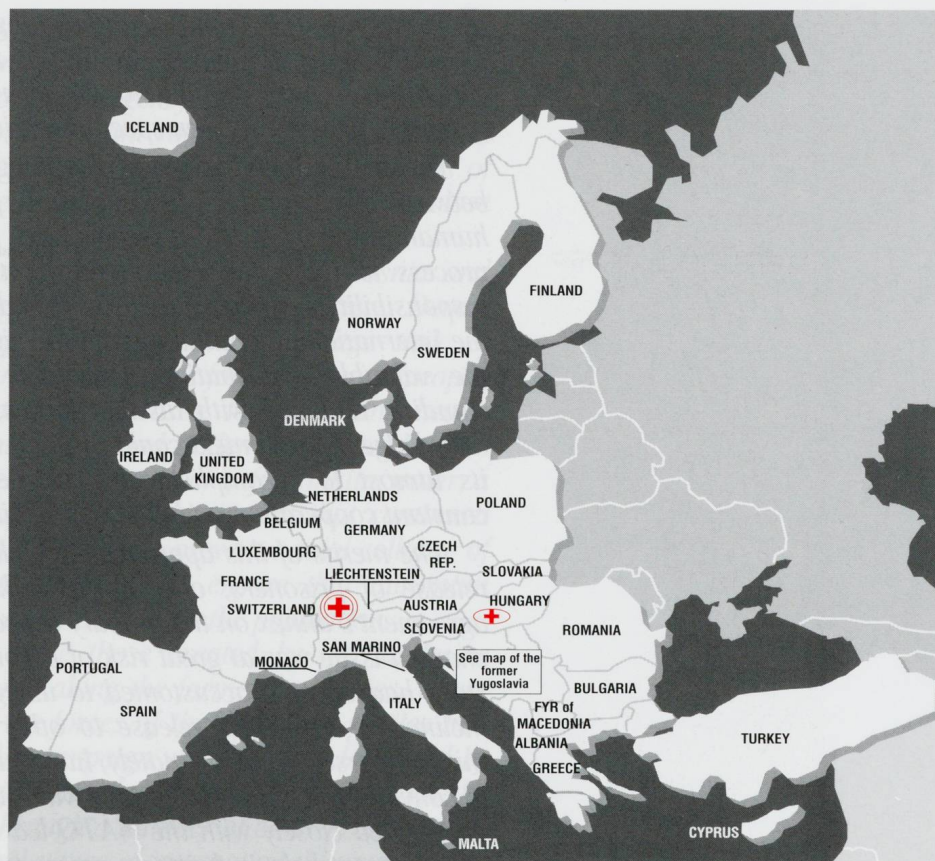 ICELAND
FINLAND
NORWAY
SWEDEN
DENMARK
IRELAND
UNITED
KINGDOM
NETHERLANDS
POLAND
BELGIUM
GERMANY
CZECH
REP.
LUXEMBOURG
SLOVAKIA
LIECHTENSTEIN
FRANCE
HUNGARY
AUSTRIA
SWITZERLAND
SLOVENIA
ROMANIA
SAN MARINO
MONACO
See map of the
former
Yugoslavia
PORTUGAL
ITALY
BULGARIA
SPAIN
FYR of
MACEDONIA
TURKEY
ALBANIA
GREECE
CYPRUS
MALTA